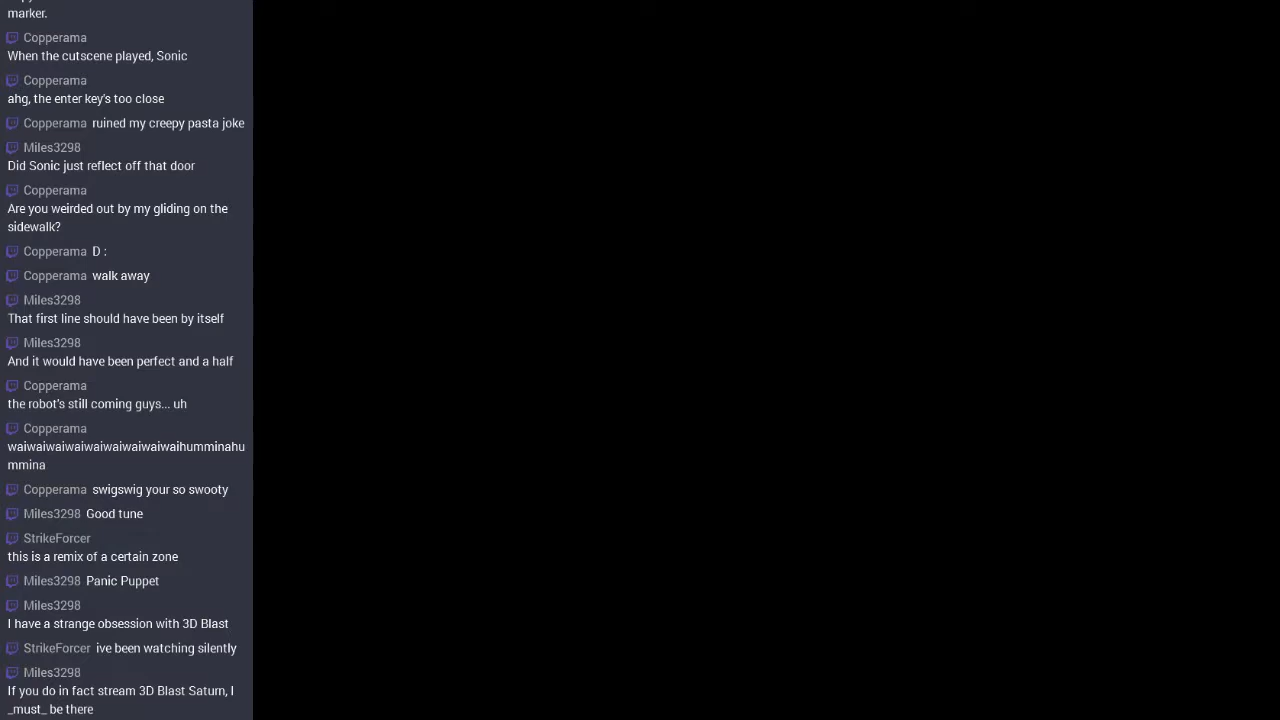 marker.
Copperama
When the cutscene played, Sonic
Copperama
ahg, the enter key's too close
Copperama ruined my creepy pasta joke
Miles3298
Did Sonic just reflect off that door
Copperama
Are you weirded out by my gliding on the
sidewalk?
Copperama D :
Copperama walk away
Miles3298
That first line should have been by itself
Miles3298
And it would have been perfect and a half
Copperama
the robot's still coming guys... uh
Copperama
waiwaiwaiwaiwaiwaiwaiwaiwaihumminahu
mmina
Copperama swigswig your so swooty
Miles3298 Good tune
StrikeForcer
this is a remix of a certain zone
Miles3298 Panic Puppet
Miles3298
I have a strange obsession with 3D Blast
StrikeForcer ive been watching silently
Miles3298
If you do in fact stream 3D Blast Saturn, I
_must_ be there